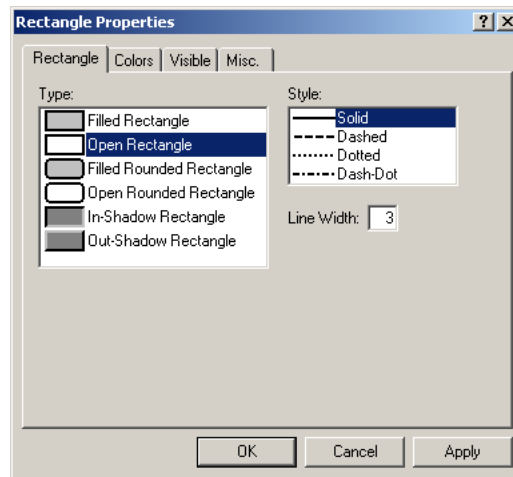 Rectangle Properties
Rectangle Colors Visible Misc.
Type:
Filled Rectangle
Open Rectangle
Filled Rounded Rectangle
Open Rounded Rectangle
In-Shadow Rectangle
Out-Shadow Rectangle
Style:
Solid
Dashed
Dotted
Dash-Dot
Line Width: 3
OK Cancel Apply